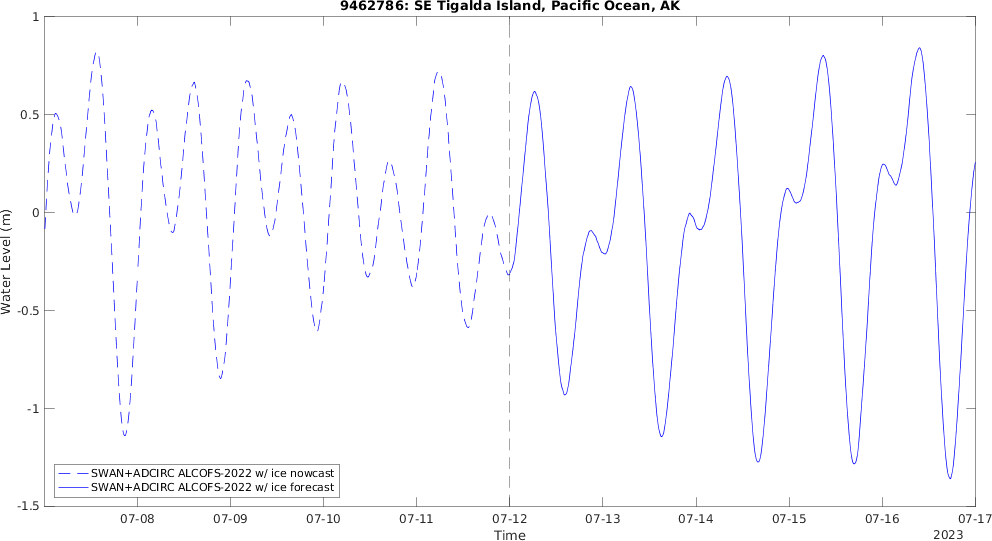 9462786: SE Tigalda Island, Pacific Ocean, AK
1
0.5
0
-0.5
-1
-1.5
Water Level (m)
SWAN+ADCIRC ALCOFS-2022 w/ ice nowcast
SWAN+ADCIRC ALCOFS-2022 w/ ice forecast
07-08 07-09 07-10 07-11 07-12 07-13 07-14 07-15 07-16 07-17
Time
2023